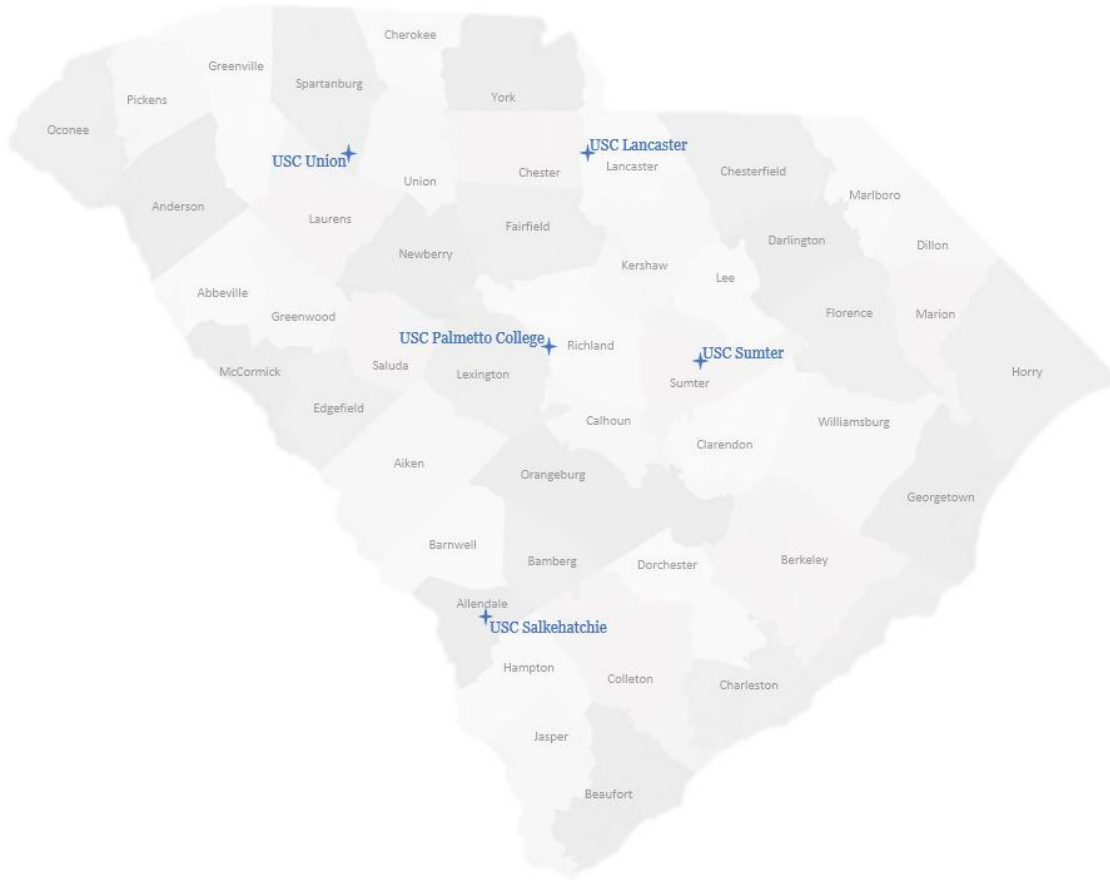 Cherokee
Greenville
Spartanburg
York
Pickens
Oconee
USC Lancaster
USC Union
Lancaster
Chester
Chesterfield
Union
Marlboro
Anderson
Laurens
Fairfield
Darlington
Dillon
Newberry
Kershaw
Lee
Abbeville
Greenwood
Florence
Marion
USC Palmetto College
Richland
USC Sumter
McCormick
Saluda
Lexington
Sumter
Horry
Edgefield
Calhoun
Williamsburg
Clarendon
Aiken
Orangeburg
Georgetown
Barnwell
Bamberg
Dorchester
Berkeley
Allendale
USC Salkehatchie
Hampton
Colleton
Charleston
Jasper
Beaufort